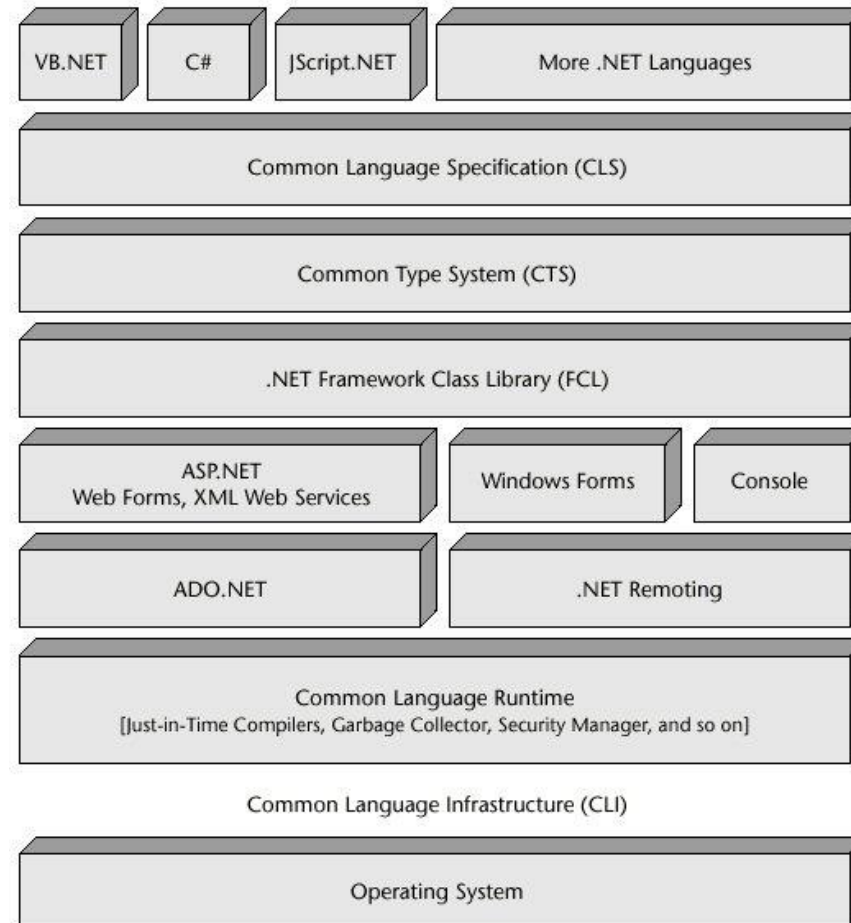 VB.NET
C#
JScript.NET
More .NET Languages
Common Language Specification (CLS)
Common Type System (CTS)
.NET Framework Class Library (FCL)
ASP.NET
Web Forms, XML Web Services
Windows Forms
Console
ADO.NET
.NET Remoting
Common Language Runtime
[Just-in-Time Compilers, Garbage Collector, Security Manager, and so on]
Common Language Infrastructure (CLI)
Operating System